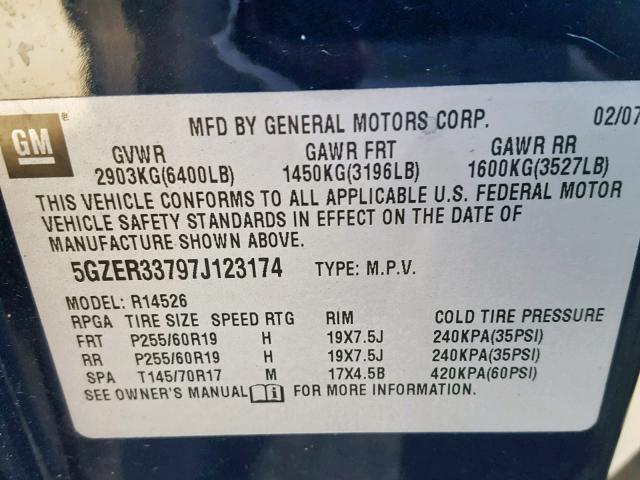 GM
MFD BY GENERAL MOTORS CORP. 02/07
GVWR GAWR FRT GAWR RR
2903KG(6400LB) 1450KG(3196LB) 1600KG(3527LB)
THIS VEHICLE CONFORMS TO ALL APPLICABLE U.S. FEDERAL MOTOR
VEHICLE SAFETY STANDARDS IN EFFECT ON THE DATE OF
MANUFACTURE SHOWN ABOVE.
5GZER33797J123174 TYPE: M.P.V.
MODEL: R14526
RPGA TIRE SIZE SPEED RTG RIM COLD TIRE PRESSURE
FRT P255/60R19 H 19X7.5J 240KPA(35PSI)
RR P255/60R19 H 19X7.5J 240KPA(35PSI)
SPA T145/70R17 M 17X4.5B 420KPA(60PSI)
SEE OWNER'S MANUAL FOR MORE INFORMATION.